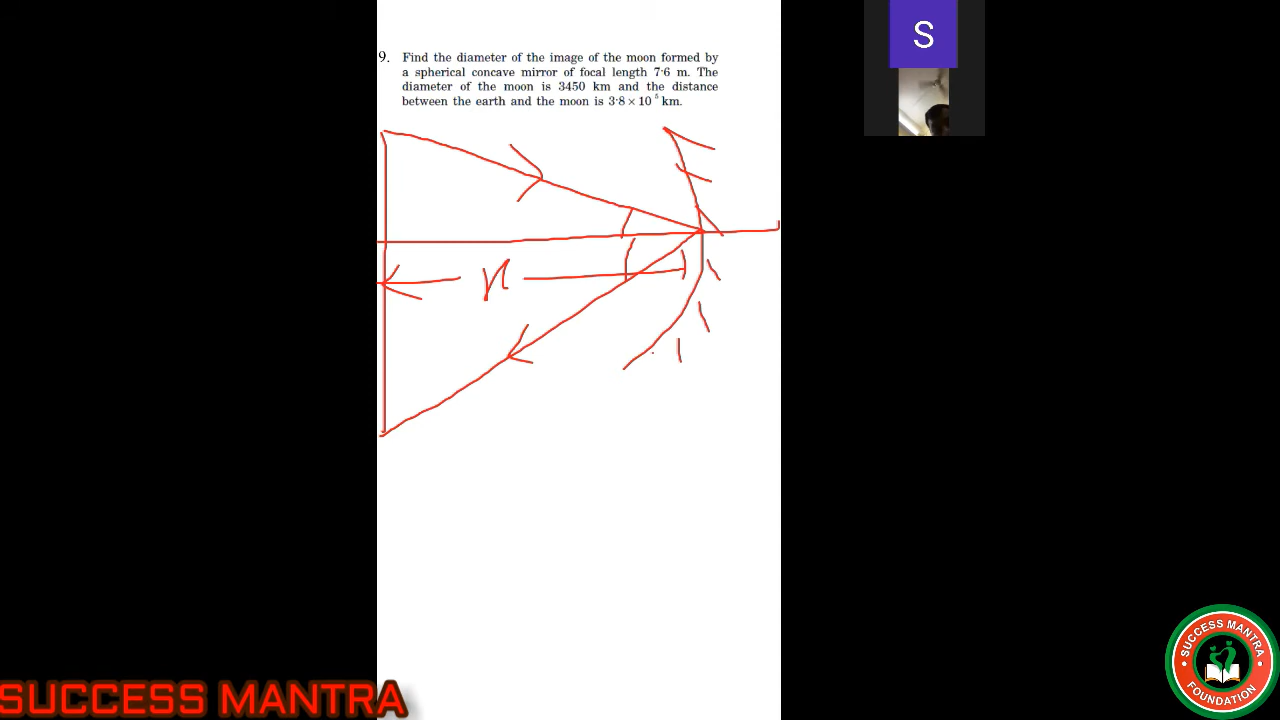 S
9. Find the diameter of the image of the moon formed by
a spherical concave mirror of focal length 7·6 m. The
diameter of the moon is 3450 km and the distance
between the earth and the moon is 3·8 × 10⁵ km.
SUCCESS MANTRA
SUCCESS MANTRA
FOUNDATION